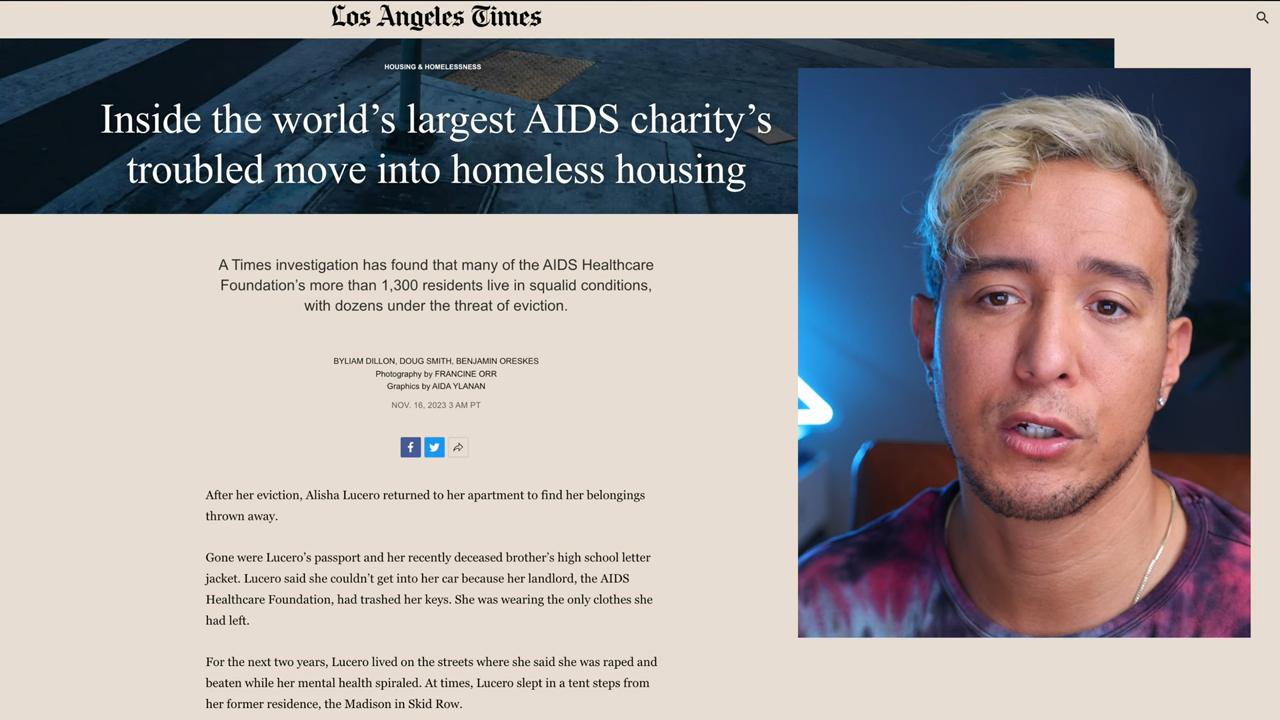 Los Angeles Times
HOUSING & HOMELESSNESS
Inside the world's largest AIDS charity's
troubled move into homeless housing
A Times investigation has found that many of the AIDS Healthcare
Foundation's more than 1,300 residents live in squalid conditions,
with dozens under the threat of eviction.
BYLIAM DILLON, DOUG SMITH, BENJAMIN ORESKES
Photography by FRANCINE ORR
Graphics by AIDA YLANAN
NOV. 16, 2023 3 AM PT
After her eviction, Alisha Lucero returned to her apartment to find her belongings
thrown away.
Gone were Lucero's passport and her recently deceased brother's high school letter
jacket. Lucero said she couldn't get into her car because her landlord, the AIDS
Healthcare Foundation, had trashed her keys. She was wearing the only clothes she
had left.
For the next two years, Lucero lived on the streets where she said she was raped and
beaten while her mental health spiraled. At times, Lucero slept in a tent steps from
her former residence, the Madison in Skid Row.